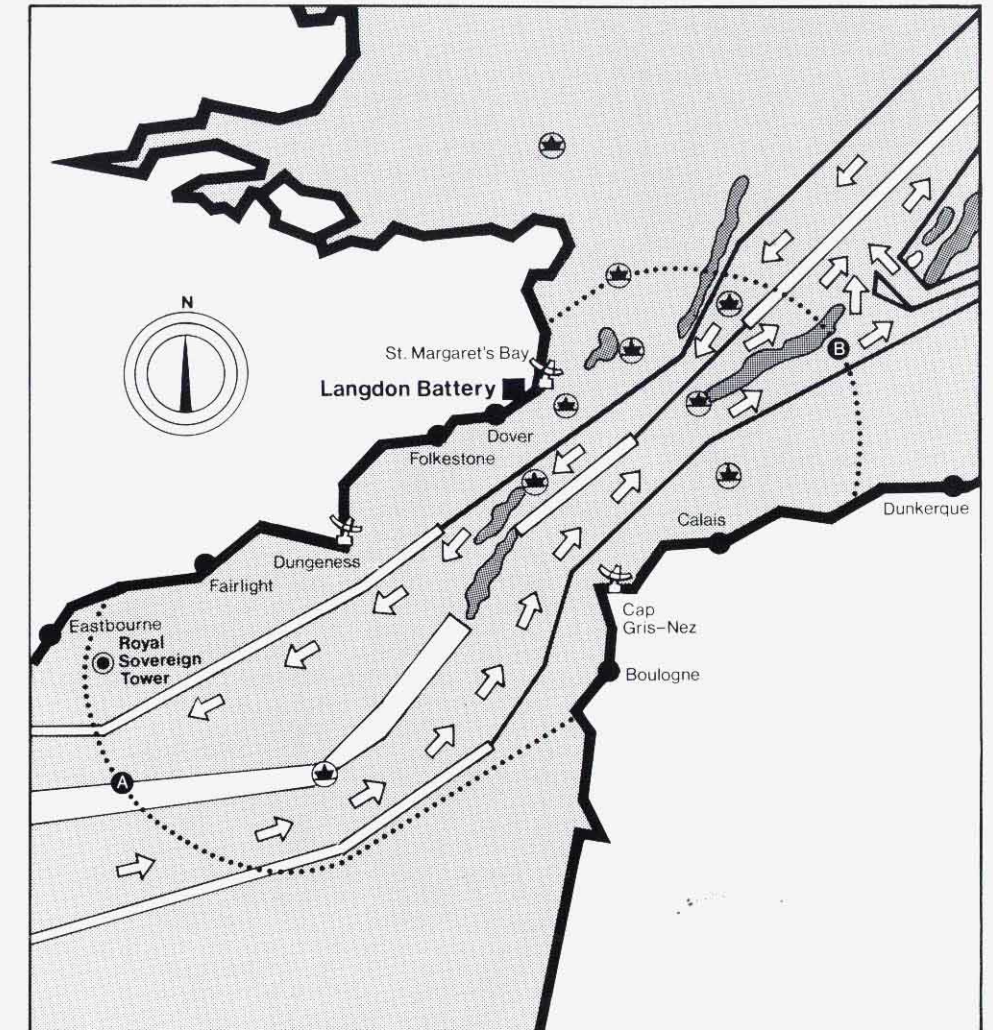 N
St. Margaret's Bay
Langdon Battery
Dover
Folkestone
B
Dunkerque
Calais
Dungeness
Fairlight
Cap
Gris-Nez
Eastbourne
Royal
Sovereign
Tower
Boulogne
A